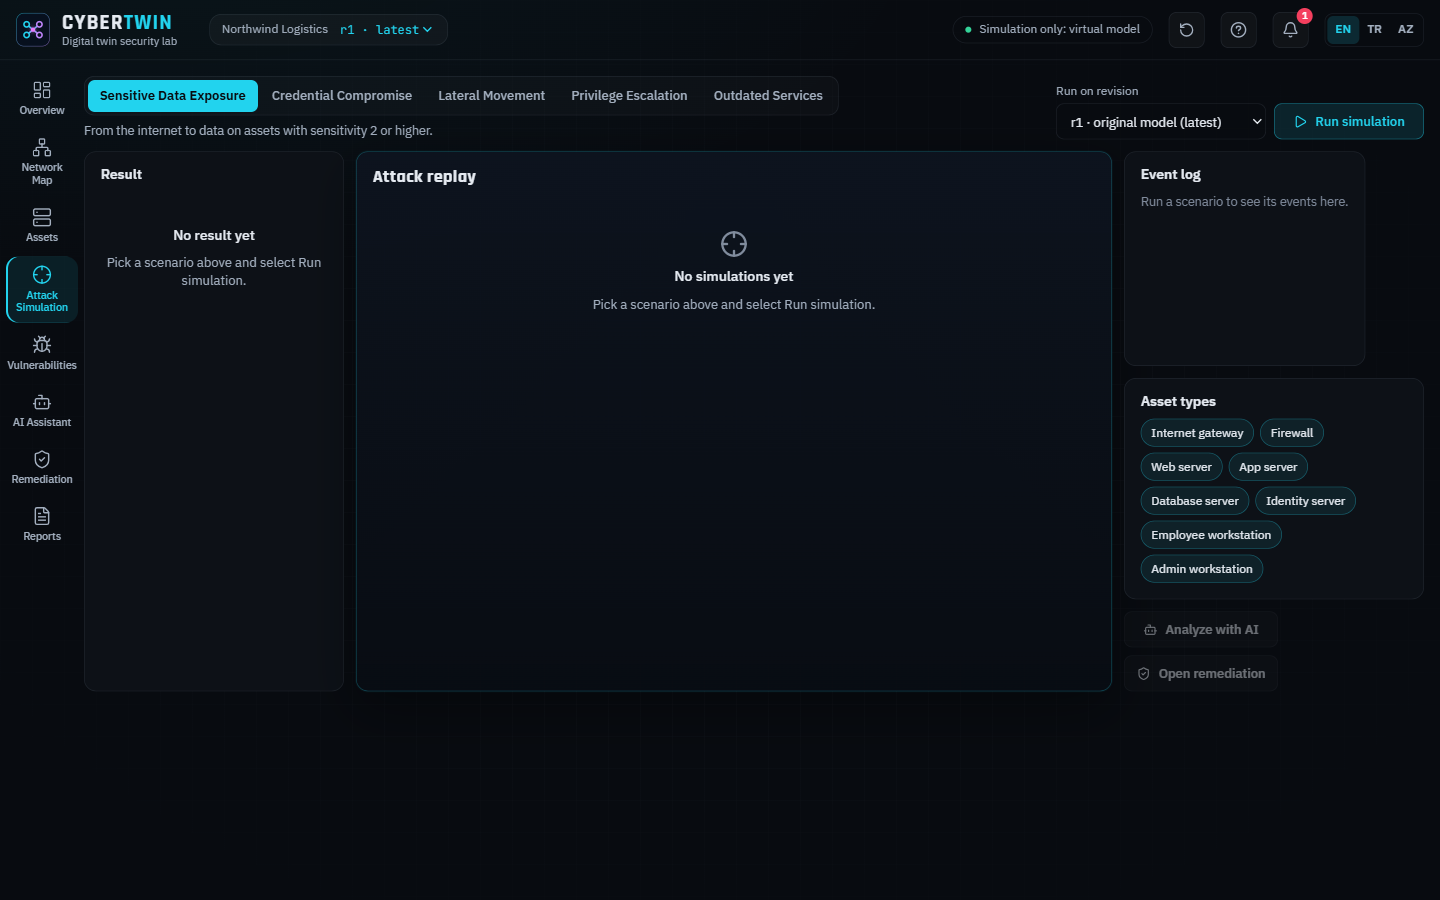 CYBERTWIN
Digital twin security lab
Northwind Logistics r1 · latest
Simulation only: virtual model
1
EN TR AZ
Overview
Network
Map
Assets
Attack
Simulation
Vulnerabilities
AI Assistant
Remediation
Reports
Sensitive Data Exposure Credential Compromise Lateral Movement Privilege Escalation Outdated Services
From the internet to data on assets with sensitivity 2 or higher.
Run on revision
r1 · original model (latest)
Run simulation
Result
No result yet
Pick a scenario above and select Run
simulation.
Attack replay
No simulations yet
Pick a scenario above and select Run simulation.
Event log
Run a scenario to see its events here.
Asset types
Internet gateway Firewall
Web server App server
Database server Identity server
Employee workstation
Admin workstation
Analyze with AI
Open remediation